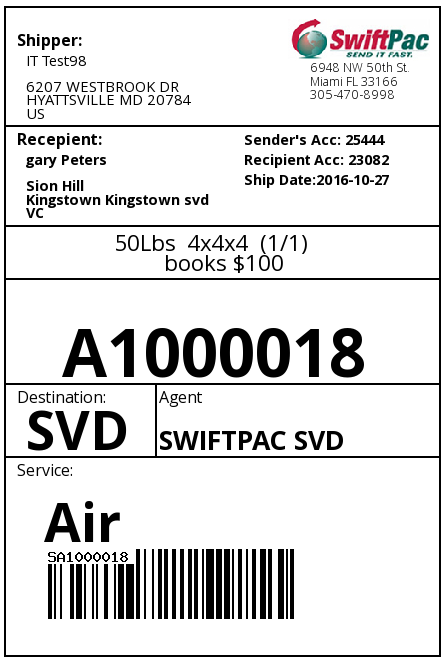 Shipper:
IT Test98
6207 WESTBROOK DR
HYATTSVILLE MD 20784
US
SwiftPac
SEND IT FAST.
6948 NW 50th St.
Miami FL 33166
305-470-8998
Recepient:
gary Peters
Sion Hill
Kingstown Kingstown svd
VC
Sender's Acc: 25444
Recipient Acc: 23082
Ship Date:2016-10-27
50Lbs 4x4x4 (1/1)
books $100
A1000018
Destination:
SVD
Agent
SWIFTPAC SVD
Service:
Air
SA1000018